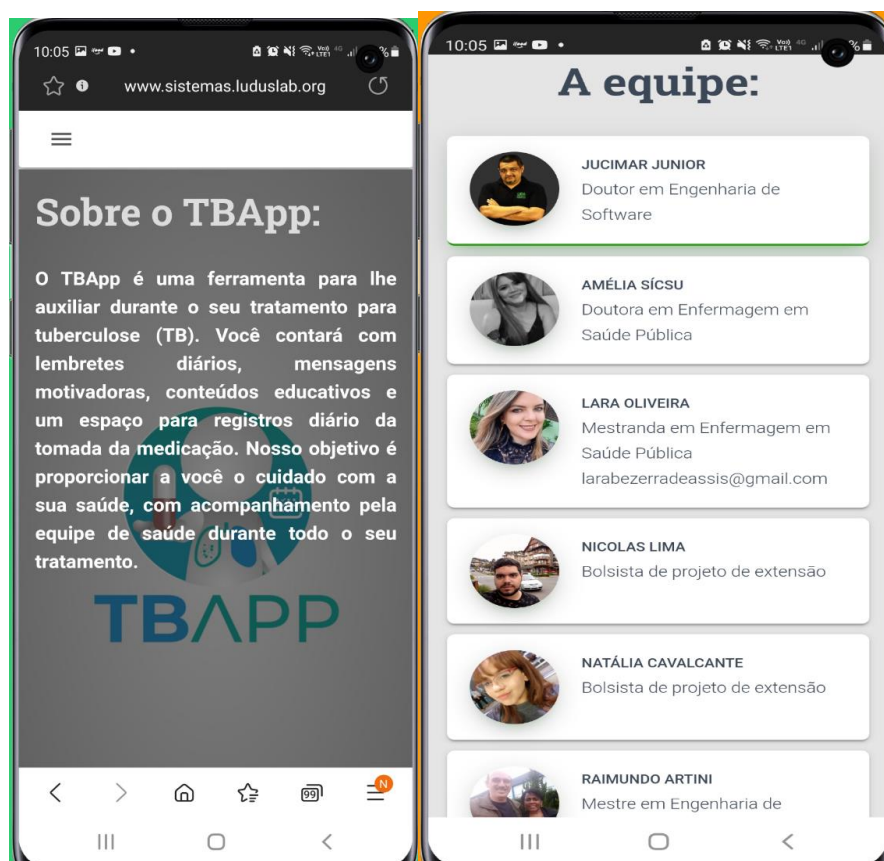 10:05
4G
%
www.sistemas.luduslab.org
Sobre o TBApp:
O TBApp é uma ferramenta para lhe
auxiliar durante o seu tratamento para
tuberculose (TB). Você contará com
lembretes diários, mensagens
motivadoras, conteúdos educativos e
um espaço para registros diário da
tomada da medicação. Nosso objetivo é
proporcionar a você o cuidado com a
sua saúde, com acompanhamento pela
equipe de saúde durante todo o seu
tratamento.
TBAPP
99
N
10:05
4G
%
A equipe:
JUCIMAR JUNIOR
Doutor em Engenharia de
Software
AMÉLIA SÍCSU
Doutora em Enfermagem em
Saúde Pública
LARA OLIVEIRA
Mestranda em Enfermagem em
Saúde Pública
larabezerradeassis@gmail.com
NICOLAS LIMA
Bolsista de projeto de extensão
NATÁLIA CAVALCANTE
Bolsista de projeto de extensão
RAIMUNDO ARTINI
Mestre em Engenharia de